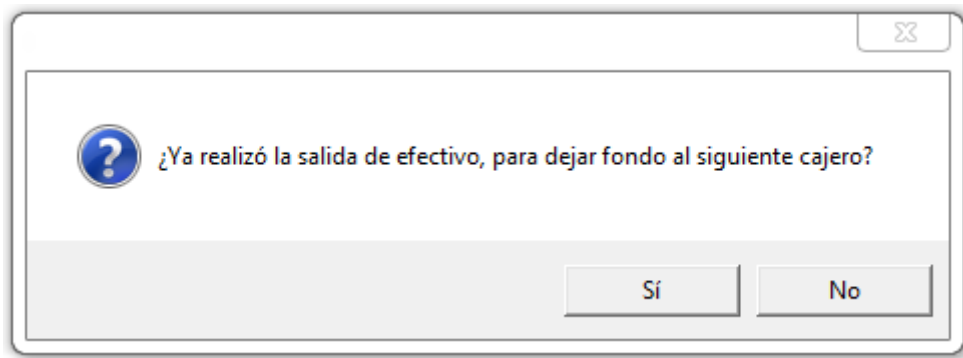 ¿Ya realizó la salida de efectivo, para dejar fondo al siguiente cajero?
Sí
No